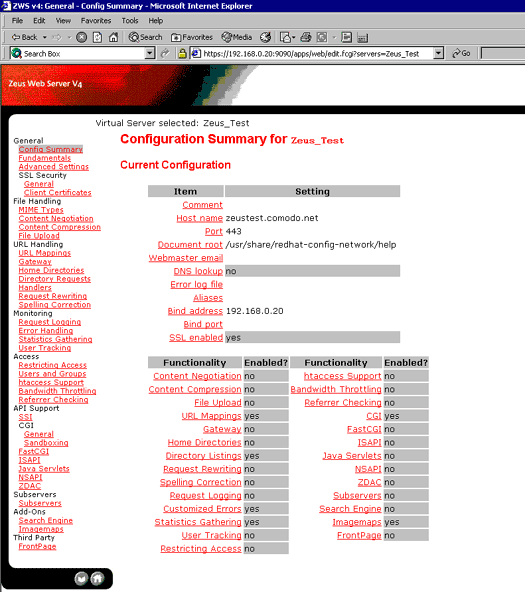 ZWS v4: General - Config Summary - Microsoft Internet Explorer
File Edit View Favorites Tools Help
Back Search Favorites Media
Search Box https://192.168.0.20:9090/apps/web/edit.fcgi?servers=Zeus_Test Go
Zeus Web Server V4
Virtual Server selected: Zeus_Test
General
Config Summary
Fundamentals
Advanced Settings
SSL Security
General
Client Certificates
File Handling
MIME Types
Content Negotiation
Content Compression
File Upload
URL Handling
URL Mappings
Gateway
Home Directories
Directory Requests
Handlers
Request Rewriting
Spelling Correction
Monitoring
Request Logging
Error Handling
Statistics Gathering
User Tracking
Access
Restricting Access
Users and Groups
htaccess Support
Bandwidth Throttling
Referrer Checking
API Support
SSI
CGI
General
Sandboxing
FastCGI
ISAPI
Java Servlets
NSAPI
ZDAC
Subservers
Subservers
Add-Ons
Search Engine
Imagemaps
Third Party
FrontPage
Configuration Summary for Zeus_Test
Current Configuration
Item Setting
Comment
Host name zeustest.comodo.net
Port 443
Document root /usr/share/redhat-config-network/help
Webmaster email
DNS lookup no
Error log file
Aliases
Bind address 192.168.0.20
Bind port
SSL enabled yes
Functionality Enabled? Functionality Enabled?
Content Negotiation no htaccess Support no
Content Compression no Bandwidth Throttling no
File Upload no Referrer Checking no
URL Mappings yes CGI yes
Gateway no FastCGI no
Home Directories no ISAPI no
Directory Listings yes Java Servlets no
Request Rewriting no NSAPI no
Spelling Correction no ZDAC no
Request Logging no Subservers no
Customized Errors yes Search Engine no
Statistics Gathering yes Imagemaps yes
User Tracking no FrontPage no
Restricting Access no